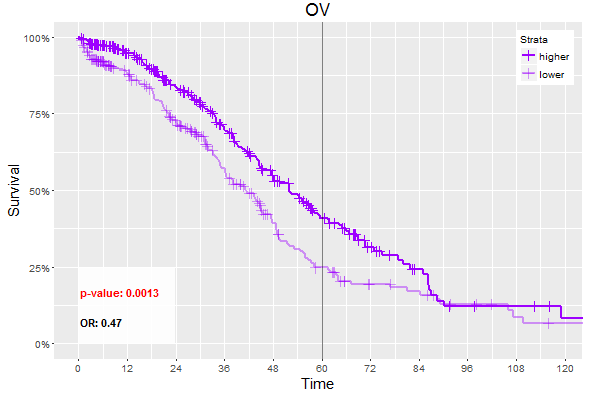 OV
Survival
100%
75%
50%
25%
0%
Strata
higher
lower
p-value: 0.0013
OR: 0.47
0 12 24 36 48 60 72 84 96 108 120
Time